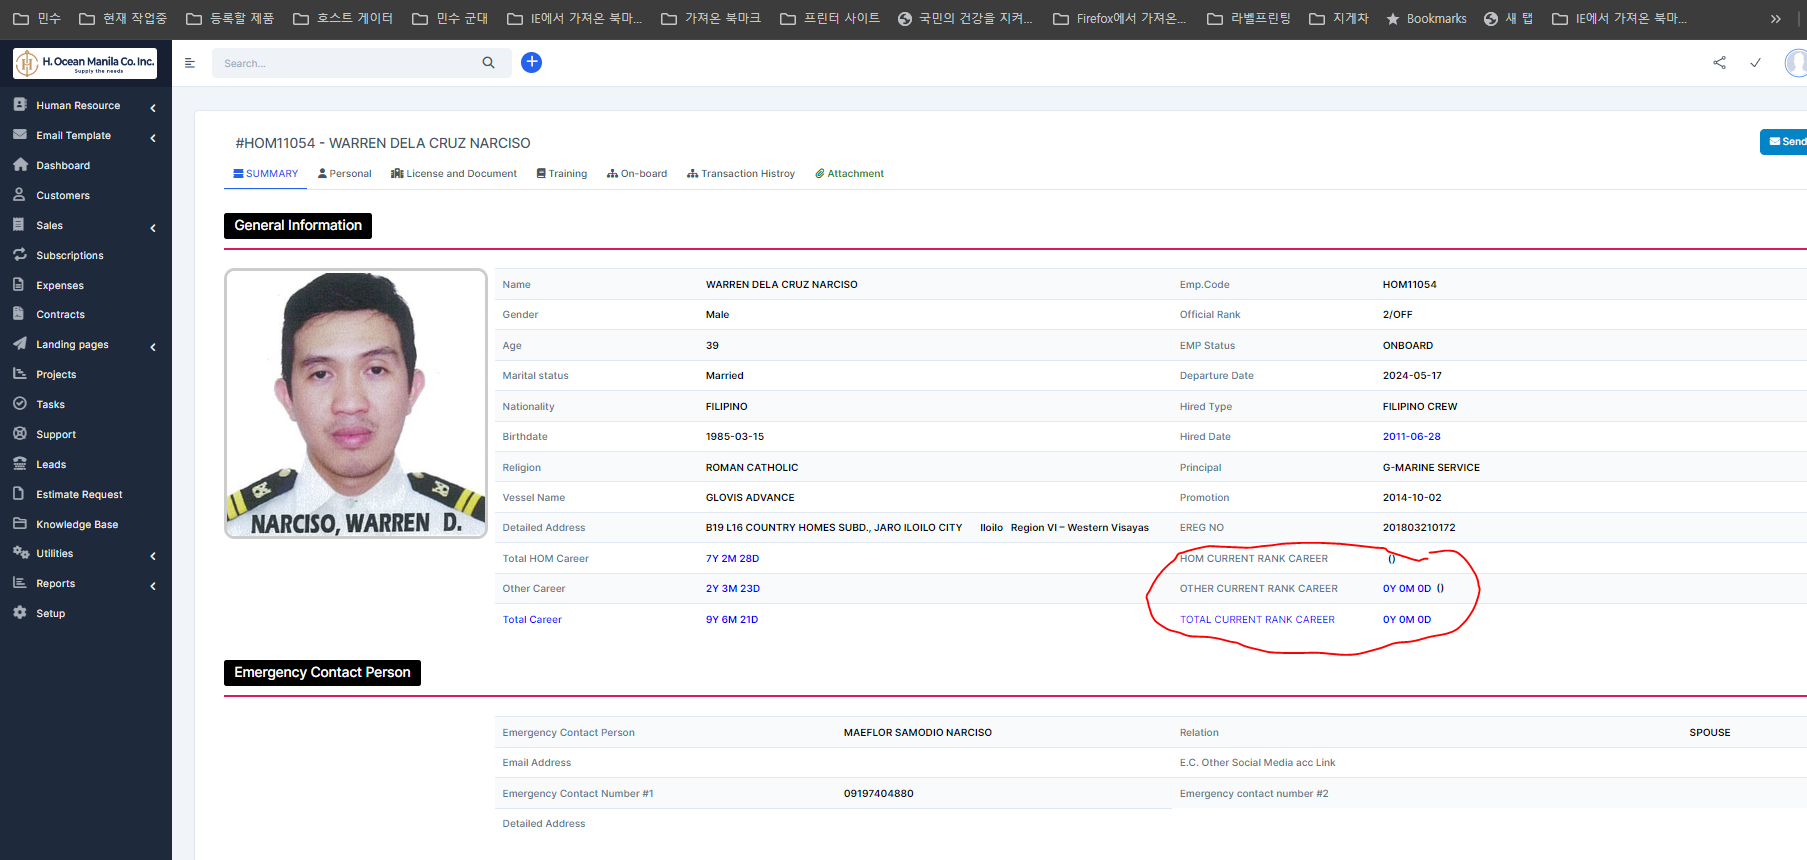 민수 현재 작업중 등록할 제품 호스트 게이터 민수 군대 IE에서 가져온 북마... 가져온 북마크 프린터 사이트 국민의 건강을 지켜... Firefox에서 가져온... 라벨프린팅 지게차 Bookmarks 새 탭 IE에서 가져온 북마... »
H. Ocean Manila Co. Inc.
Supply the needs
Search...
Human Resource
Email Template
Dashboard
Customers
Sales
Subscriptions
Expenses
Contracts
Landing pages
Projects
Tasks
Support
Leads
Estimate Request
Knowledge Base
Utilities
Reports
Setup
#HOM11054 - WARREN DELA CRUZ NARCISO
Send
SUMMARY Personal License and Document Training On-board Transaction Histroy Attachment
General Information
NARCISO, WARREN D.
Name WARREN DELA CRUZ NARCISO Emp.Code HOM11054
Gender Male Official Rank 2/OFF
Age 39 EMP Status ONBOARD
Marital status Married Departure Date 2024-05-17
Nationality FILIPINO Hired Type FILIPINO CREW
Birthdate 1985-03-15 Hired Date 2011-06-28
Religion ROMAN CATHOLIC Principal G-MARINE SERVICE
Vessel Name GLOVIS ADVANCE Promotion 2014-10-02
Detailed Address B19 L16 COUNTRY HOMES SUBD., JARO ILOILO CITY Iloilo Region VI – Western Visayas EREG NO 201803210172
Total HOM Career 7Y 2M 28D HOM CURRENT RANK CAREER ()
Other Career 2Y 3M 23D OTHER CURRENT RANK CAREER 0Y 0M 0D ()
Total Career 9Y 6M 21D TOTAL CURRENT RANK CAREER 0Y 0M 0D
Emergency Contact Person
Emergency Contact Person MAEFLOR SAMODIO NARCISO Relation SPOUSE
Email Address E.C. Other Social Media acc Link
Emergency Contact Number #1 09197404880 Emergency contact number #2
Detailed Address